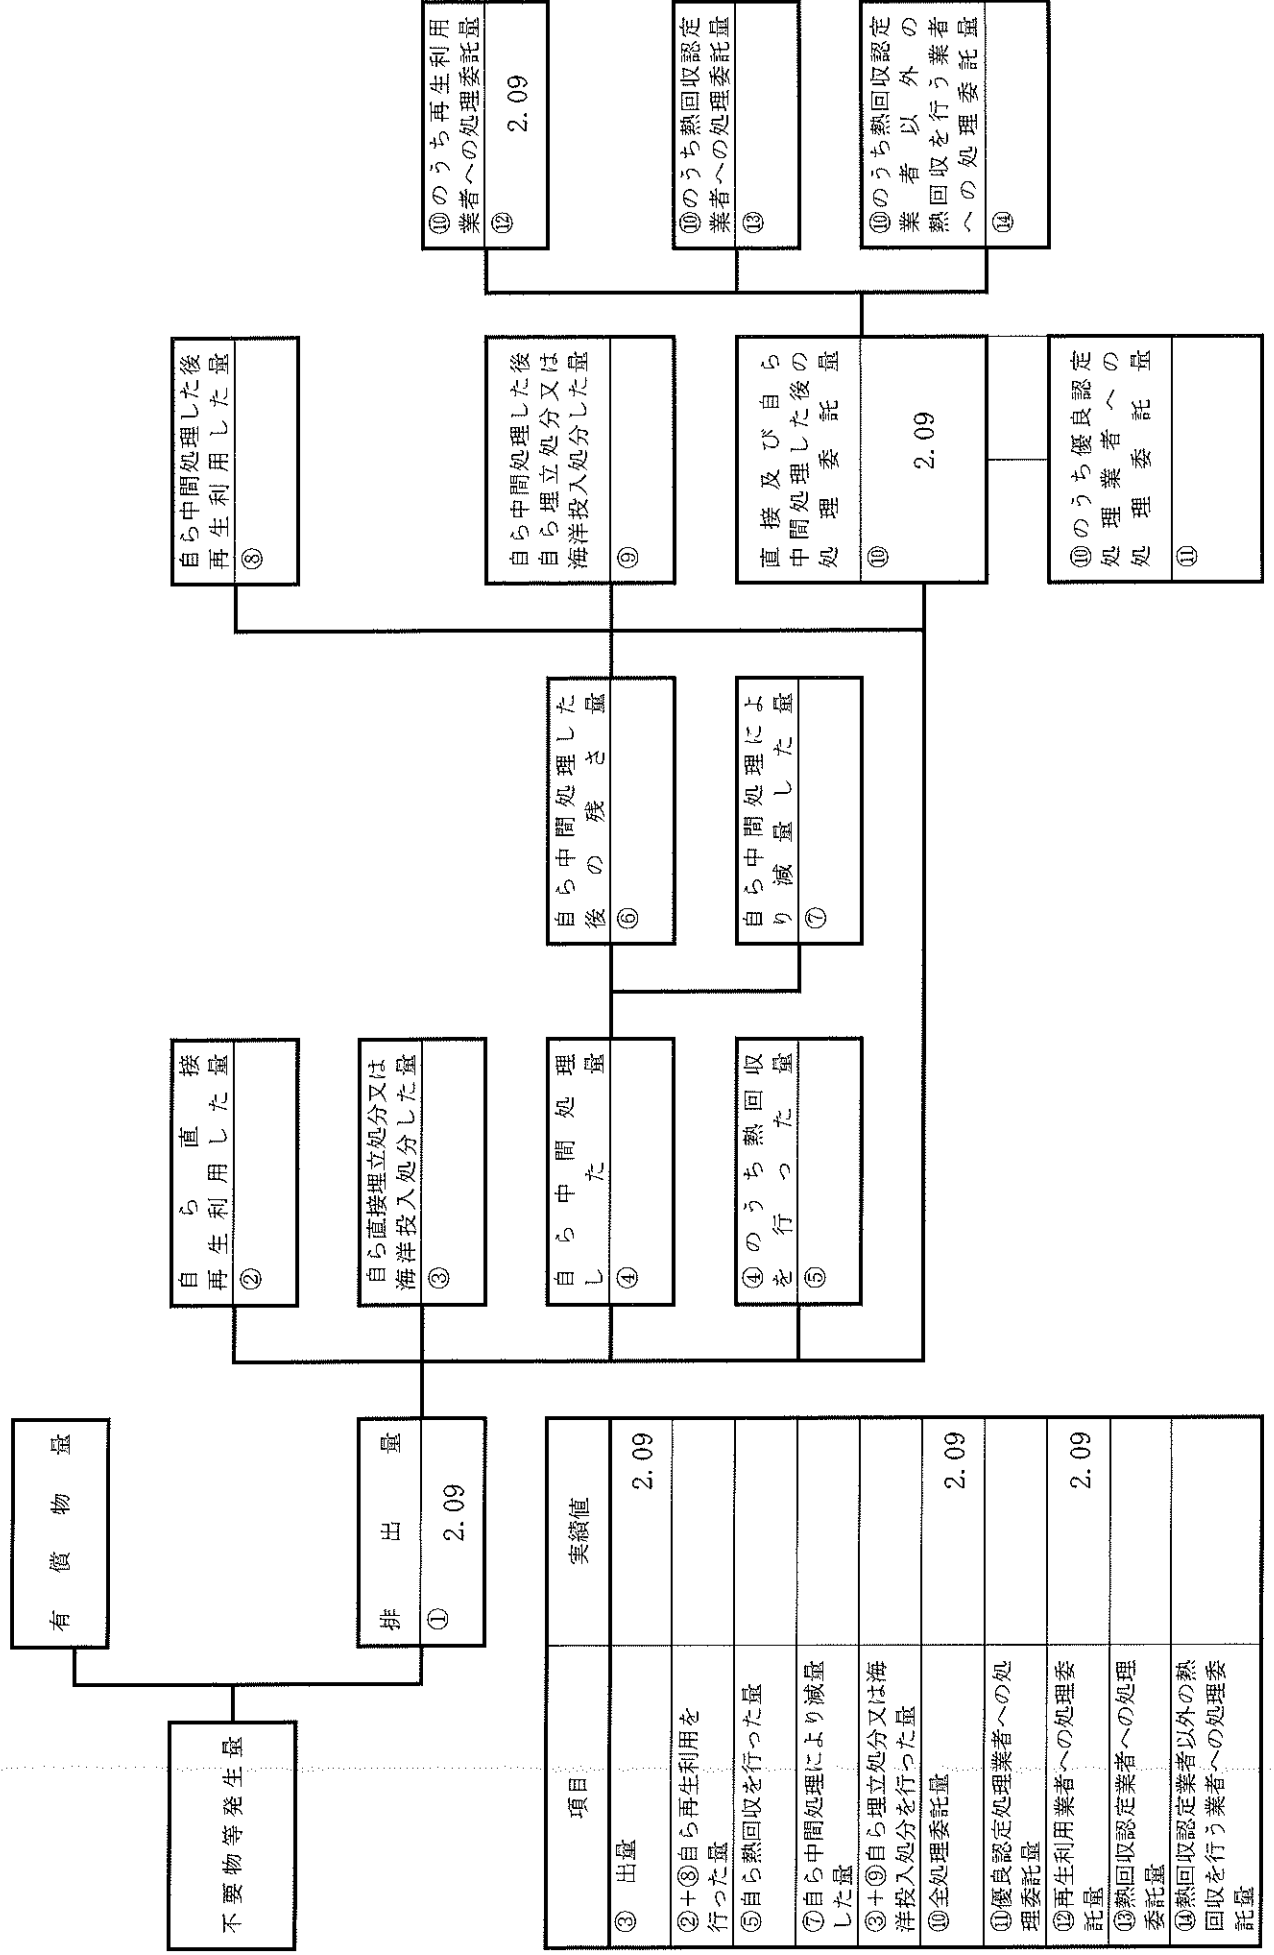 有償物量
不要物等発生量
排出量
① 2.09
自ら直接
再生利用した量
②
自ら直接埋立処分又は
海洋投入処分した量
③
自ら中間処理
した量
④
④のうち熱回収
を行った量
⑤
自ら中間処理した
後の残さ量
⑥
自ら中間処理によ
り減量した量
⑦
自ら中間処理した後
再生利用した量
⑧
自ら中間処理した後
自ら埋立処分又は
海洋投入処分した量
⑨
直接及び自ら
中間処理した後の
処理委託量
⑩ 2.09
⑩のうち優良認定
処理業者への
処理委託量
⑪
⑩のうち再生利用
業者への処理委託量
⑫ 2.09
⑩のうち熱回収認定
業者への処理委託量
⑬
⑩のうち熱回収認定
業者以外の
熱回収を行う業者
への処理委託量
⑭
項目 実績値
③ 出量 2.09
②+⑧自ら再生利用を
行った量
⑤自ら熱回収を行った量
⑦自ら中間処理により減量
した量
③+⑨自ら埋立処分又は海
洋投入処分を行った量
⑩全処理委託量 2.09
⑪優良認定処理業者への処
理委託量
⑫再生利用業者への処理委
託量 2.09
⑬熱回収認定業者への処理
委託量
⑭熱回収認定業者以外の熱
回収を行う業者への処理委
託量